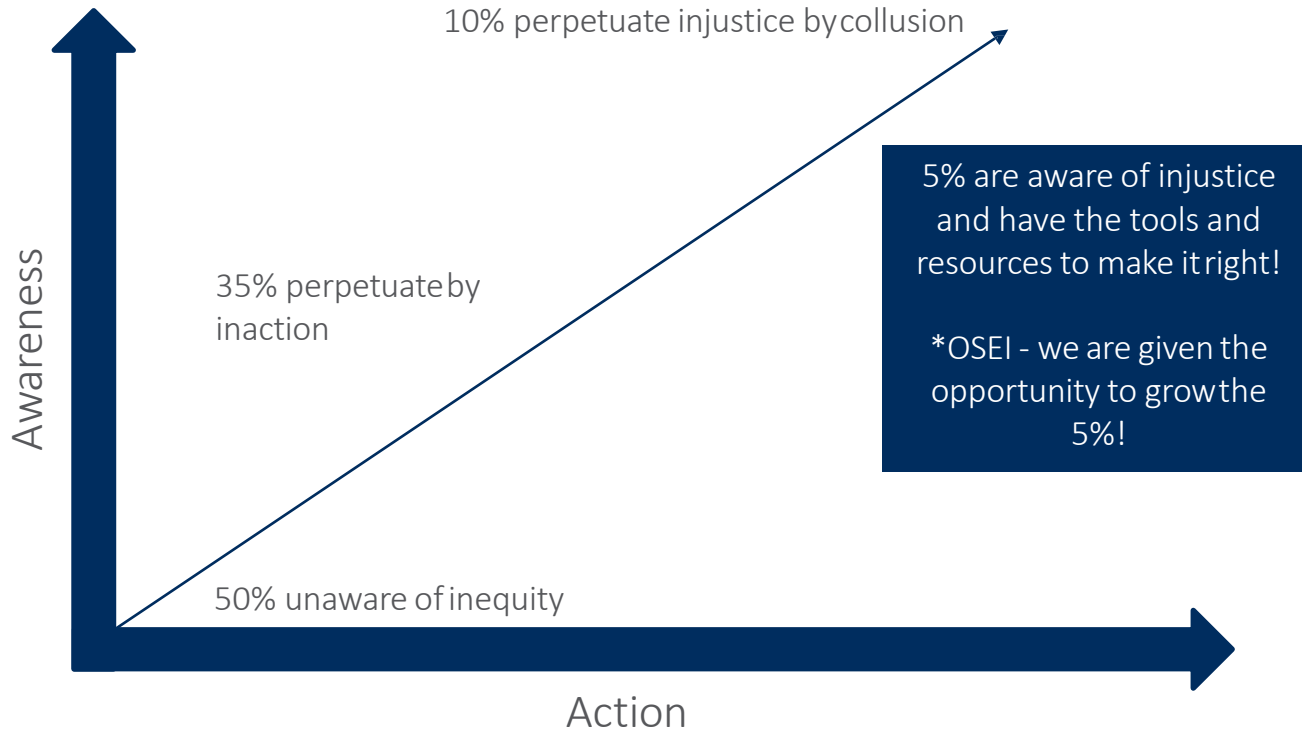 10% perpetuate injustice by collusion
5% are aware of injustice
and have the tools and
resources to make it right!
*OSEI - we are given the
opportunity to grow the
5%!
35% perpetuate by
inaction
Awareness
50% unaware of inequity
Action